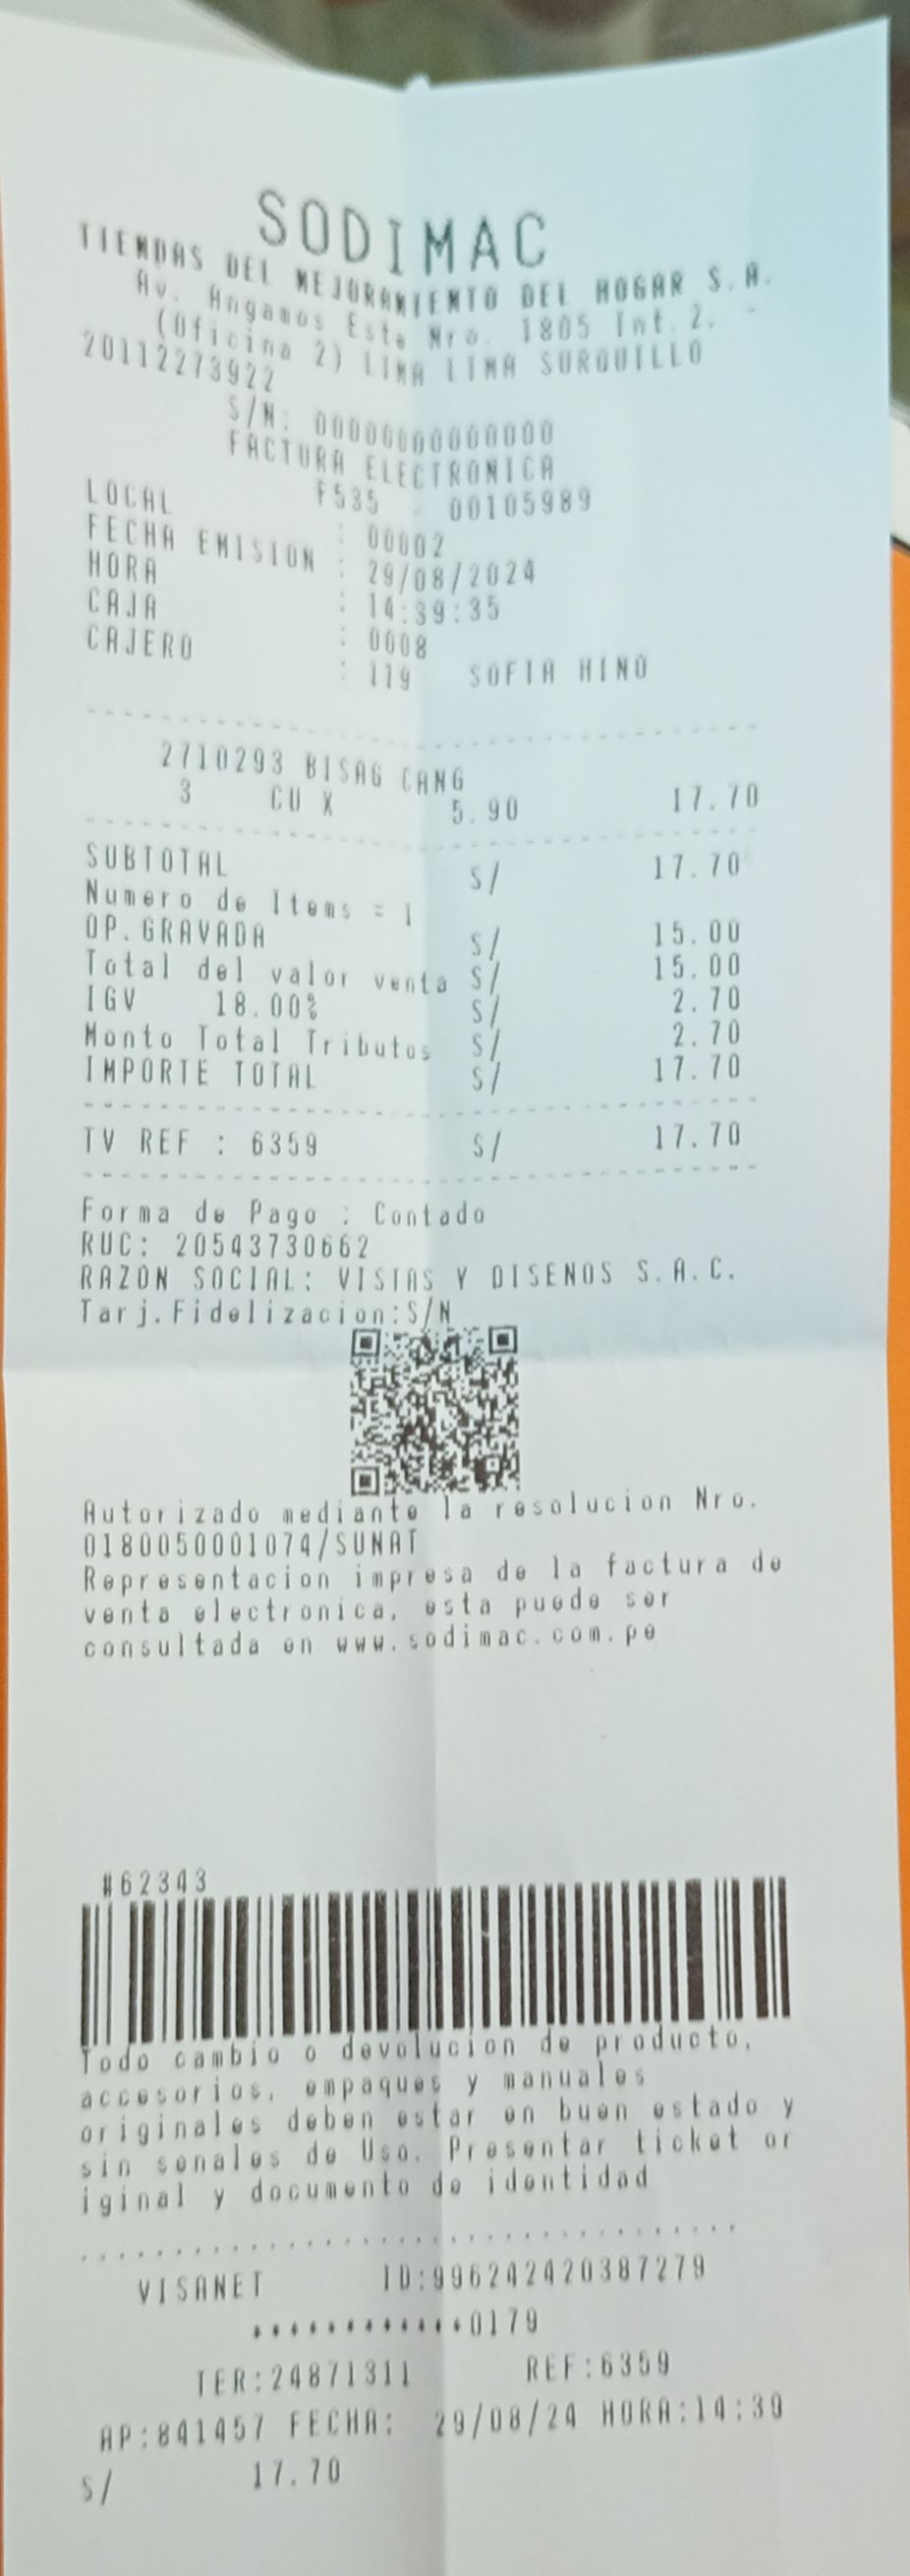 SODIMAC
TIENDAS DEL MEJORAMIENTO DEL HOGAR S.A.
Av. Angamos Este Nro. 1805 Int.2. -
(Oficina 2) LIMA LIMA SURQUILLO
20112273922
S/N: 00000000000000
FACTURA ELECTRONICA
F535 - 00105989
LOCAL : 00002
FECHA EMISION : 29/08/2024
HORA : 14:39:35
CAJA : 0008
CAJERO : 119 SOFIA HINO
2710293 BISAG CANG
3 CU X 5.90 17.70
SUBTOTAL S/ 17.70
Numero de Items = 1
OP.GRAVADA S/ 15.00
Total del valor venta S/ 15.00
IGV 18.00% S/ 2.70
Monto Total Tributos S/ 2.70
IMPORTE TOTAL S/ 17.70
TV REF : 6359 S/ 17.70
Forma de Pago : Contado
RUC: 20543730662
RAZON SOCIAL: VISTAS Y DISENOS S.A.C.
Tarj.Fidelizacion:S/N
Autorizado mediante la resolucion Nro.
0180050001074/SUNAT
Representacion impresa de la factura de
venta electronica, esta puede ser
consultada en www.sodimac.com.pe
#62343
Todo cambio o devolucion de producto,
accesorios, empaques y manuales
originales deben estar en buen estado y
sin senales de Uso. Presentar ticket or
iginal y documento de identidad
VISANET ID:996242420387279
************0179
TER:24871311 REF:6359
AP:841457 FECHA: 29/08/24 HORA:14:39
S/ 17.70